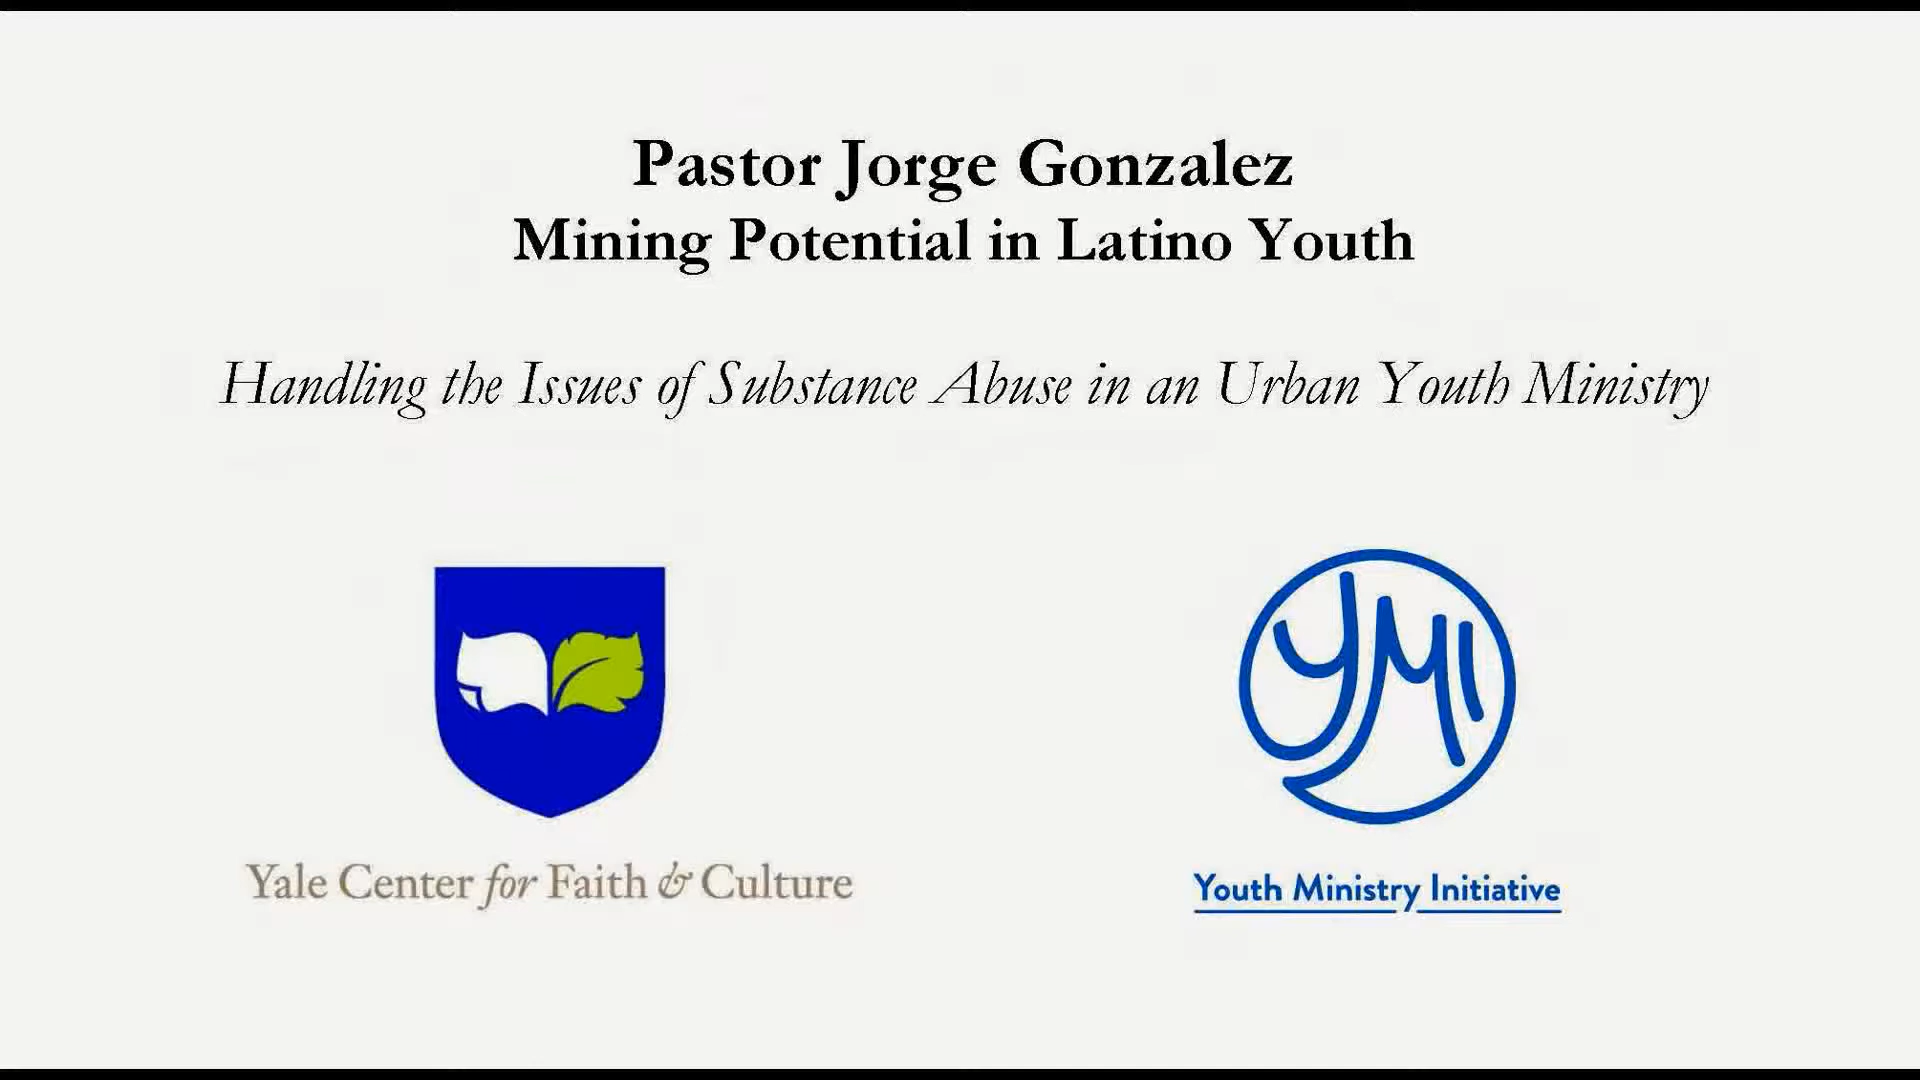 Pastor Jorge Gonzalez
Mining Potential in Latino Youth
Handling the Issues of Substance Abuse in an Urban Youth Ministry
YMI
Yale Center for Faith & Culture
Youth Ministry Initiative